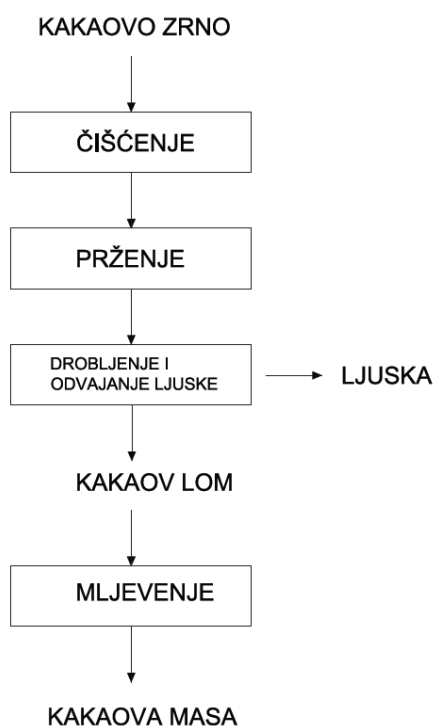 KAKAOVO ZRNO
ČIŠĆENJE
PRŽENJE
DROBLJENJE I
ODVAJANJE LJUSKE
LJUSKA
KAKAOV LOM
MLJEVENJE
KAKAOVA MASA